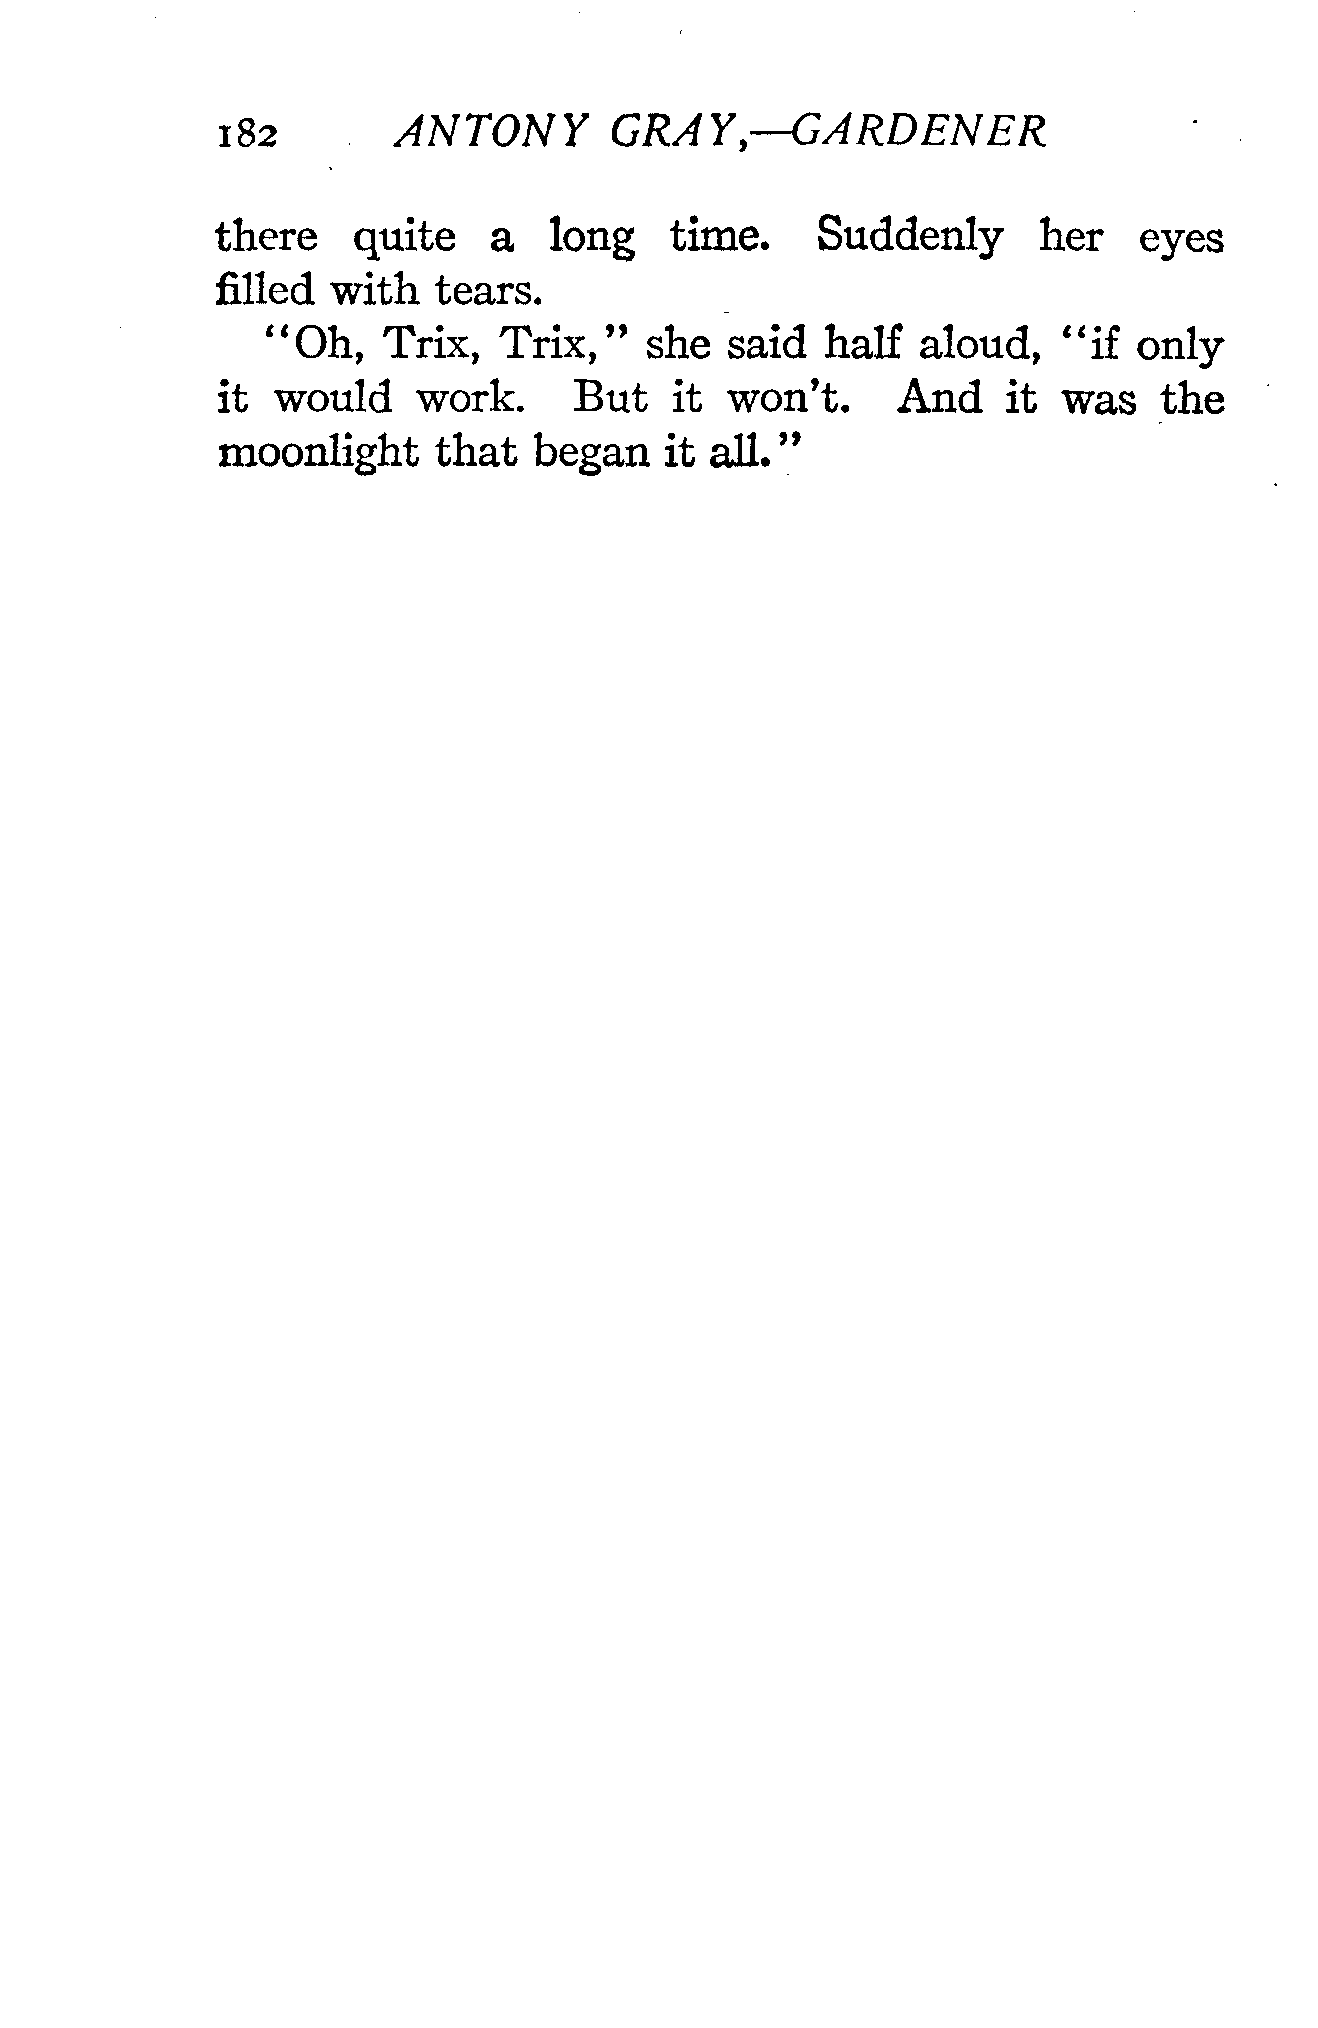 182 ANTONY GRAY,—GARDENER
there quite a long time. Suddenly her eyes
filled with tears.
"Oh, Trix, Trix," she said half aloud, "if only
it would work. But it won't. And it was the
moonlight that began it all."